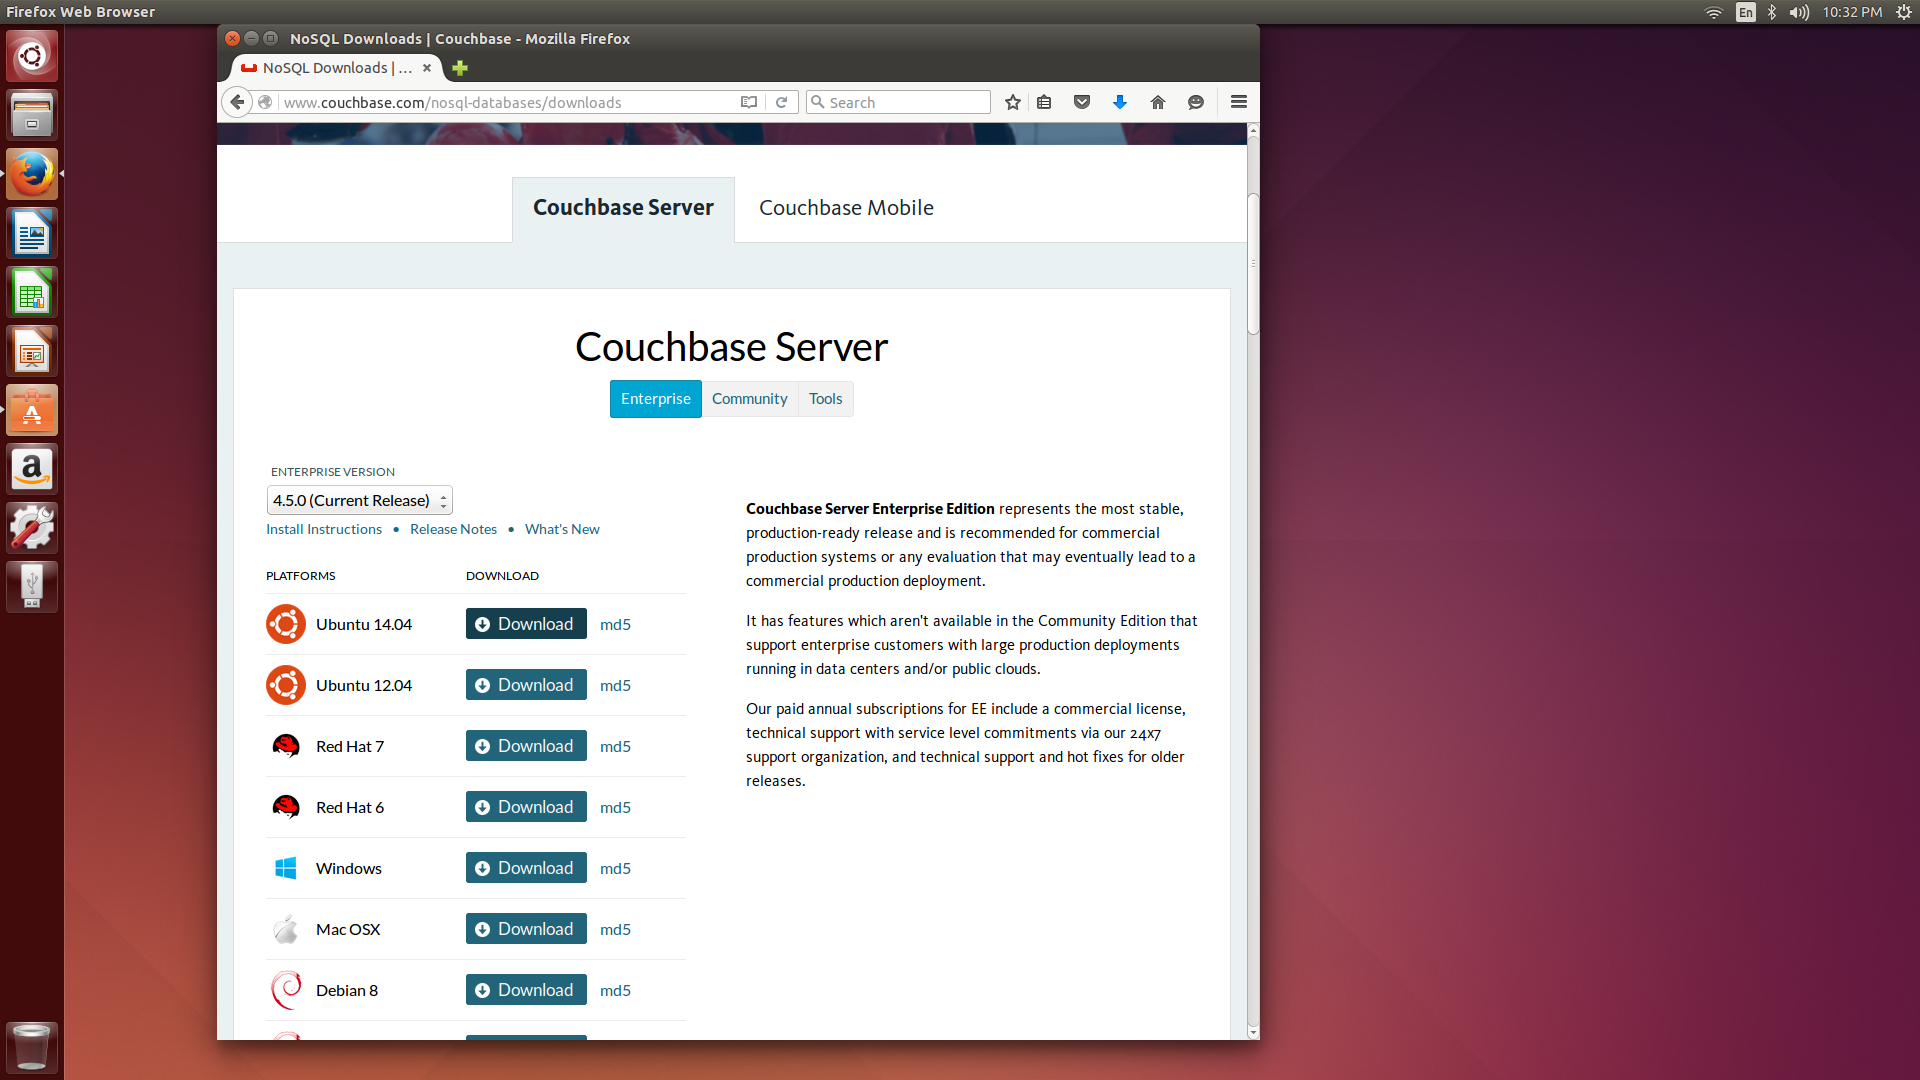 Firefox Web Browser
En
10:32 PM
NoSQL Downloads | Couchbase - Mozilla Firefox
NoSQL Downloads | ...
www.couchbase.com/nosql-databases/downloads
Search
Couchbase Server
Couchbase Mobile
Couchbase Server
Enterprise
Community
Tools
ENTERPRISE VERSION
4.5.0 (Current Release)
Install Instructions • Release Notes • What's New
PLATFORMS DOWNLOAD
Ubuntu 14.04 Download md5
Ubuntu 12.04 Download md5
Red Hat 7 Download md5
Red Hat 6 Download md5
Windows Download md5
Mac OSX Download md5
Debian 8 Download md5
Couchbase Server Enterprise Edition represents the most stable,
production-ready release and is recommended for commercial
production systems or any evaluation that may eventually lead to a
commercial production deployment.
It has features which aren't available in the Community Edition that
support enterprise customers with large production deployments
running in data centers and/or public clouds.
Our paid annual subscriptions for EE include a commercial license,
technical support with service level commitments via our 24x7
support organization, and technical support and hot fixes for older
releases.